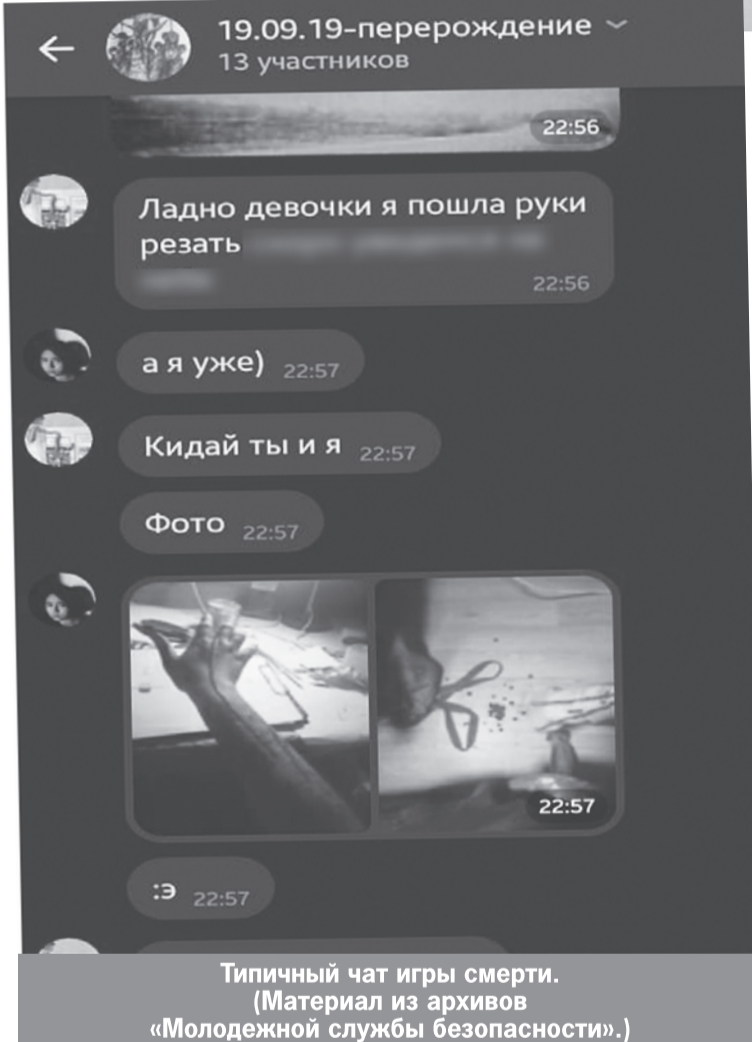 19.09.19-перерождение
13 участников
22:56
Ладно девочки я пошла руки
резать
22:56
а я уже) 22:57
Кидай ты и я 22:57
Фото 22:57
22:57
:э 22:57
Типичный чат игры смерти.
(Материал из архивов
«Молодежной службы безопасности».)